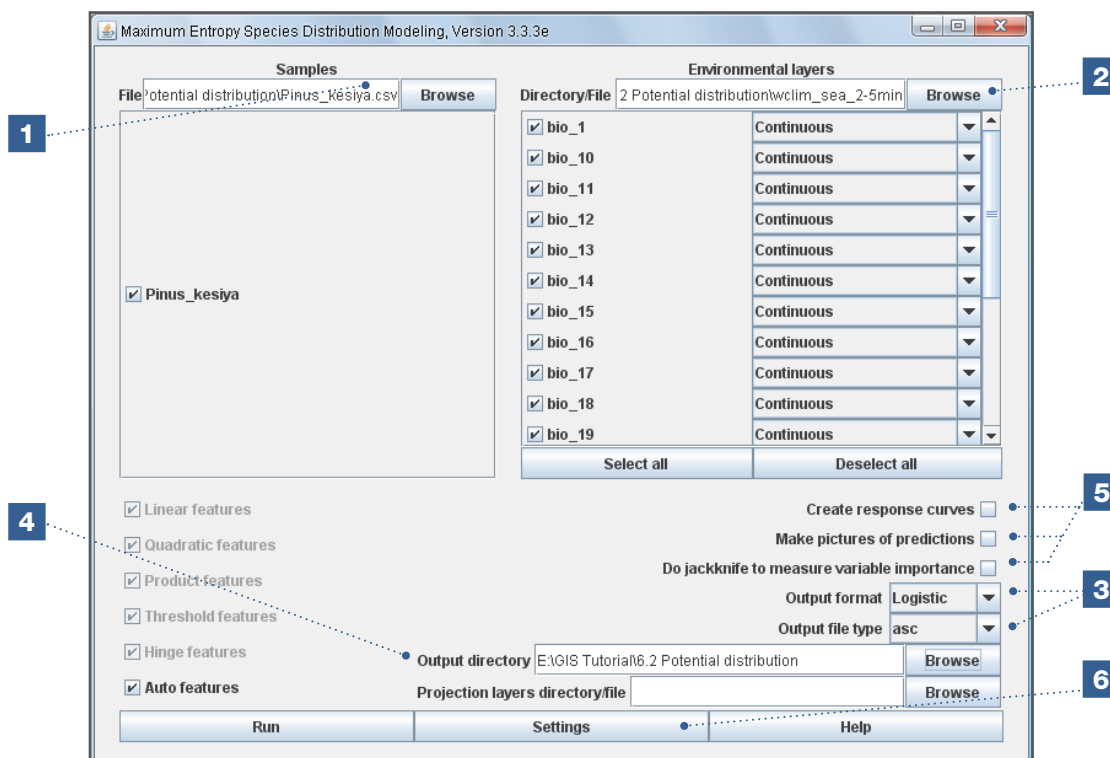 Maximum Entropy Species Distribution Modeling, Version 3.3.3e
Samples
File Potential distribution\Pinus_kesiya.csv Browse
1
Pinus_kesiya
Environmental layers
Directory/File 2 Potential distribution\wclim_sea_2-5min Browse
2
bio_1 Continuous
bio_10 Continuous
bio_11 Continuous
bio_12 Continuous
bio_13 Continuous
bio_14 Continuous
bio_15 Continuous
bio_16 Continuous
bio_17 Continuous
bio_18 Continuous
bio_19 Continuous
Select all Deselect all
4
Linear features
Quadratic features
Product features
Threshold features
Hinge features
Auto features
Create response curves
Make pictures of predictions
Do jackknife to measure variable importance
5
Output format Logistic
Output file type asc
3
Output directory E:\GIS Tutorial\6.2 Potential distribution Browse
Projection layers directory/file Browse
6
Run Settings Help